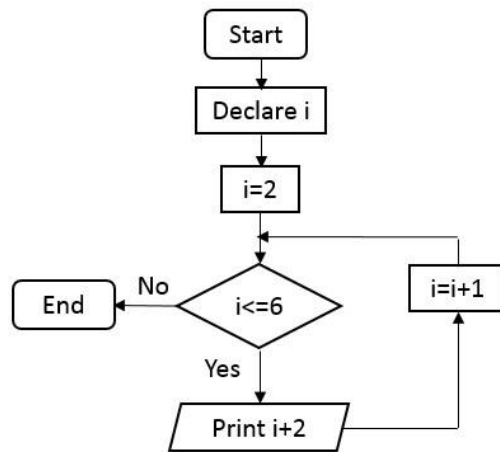 Start
Declare i
i=2
i<=6
No
End
Yes
Print i+2
i=i+1